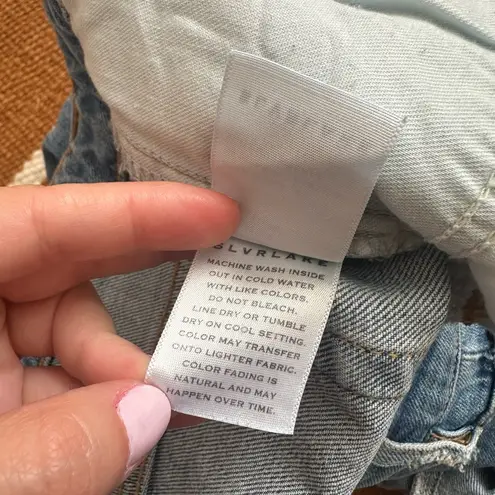 SLVRLAKE
MACHINE WASH INSIDE
OUT IN COLD WATER
WITH LIKE COLORS.
DO NOT BLEACH.
LINE DRY OR TUMBLE
DRY ON COOL SETTING.
COLOR MAY TRANSFER
ONTO LIGHTER FABRIC.
COLOR FADING IS
NATURAL AND MAY
HAPPEN OVER TIME.